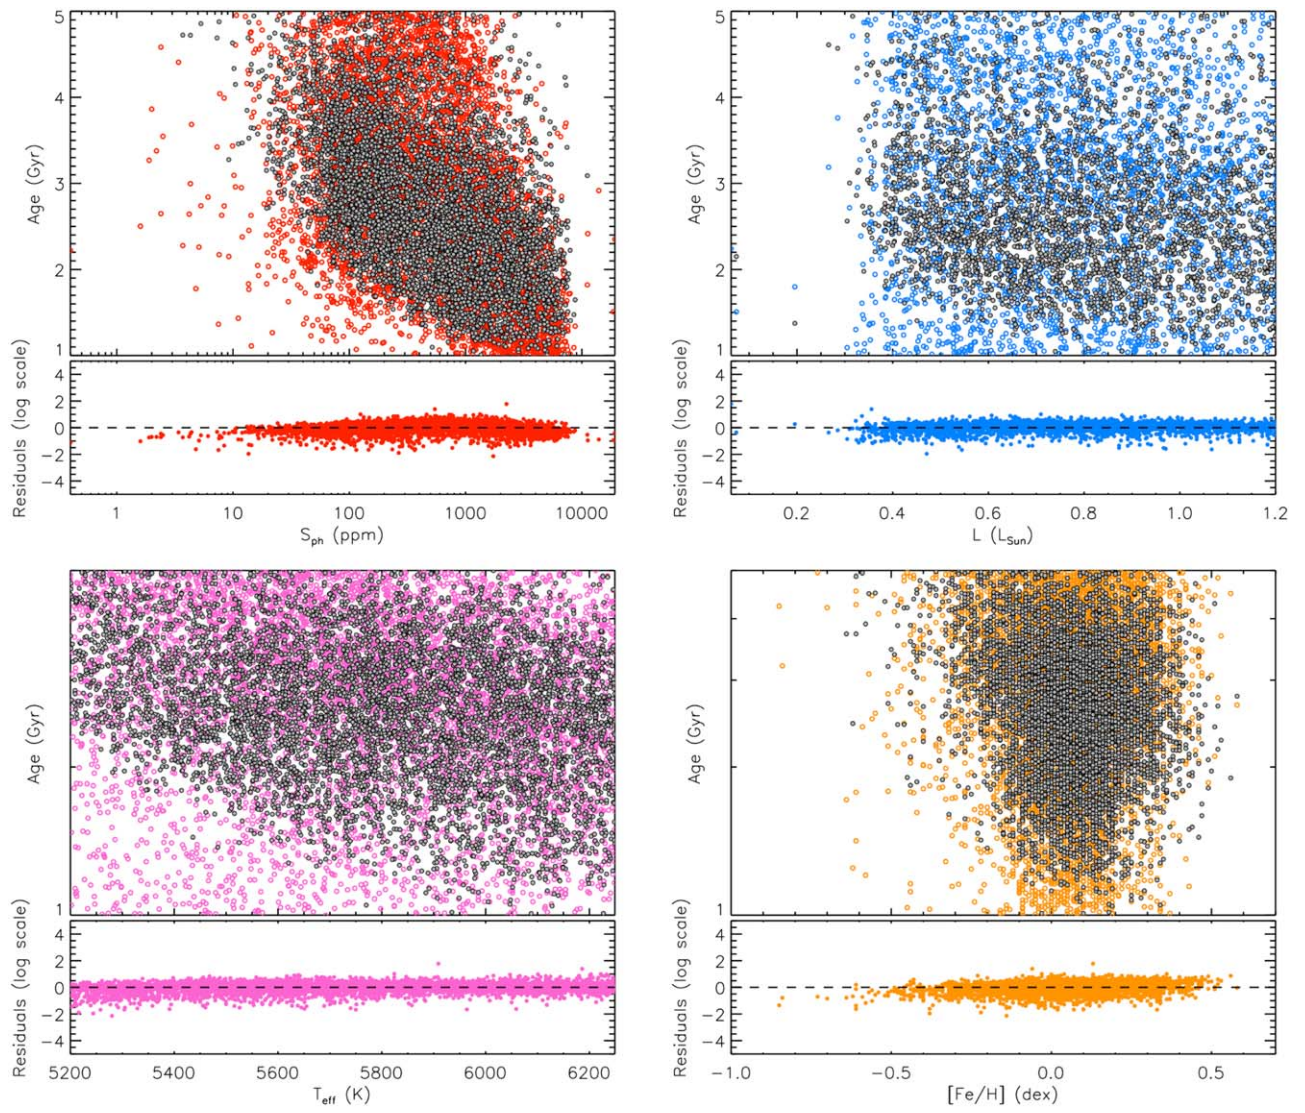 5
4
3
2
1
Age (Gyr)
4
2
0
−2
−4
Residuals (log scale)
1 10 100 1000 10000
S_ph (ppm)
5
4
3
2
1
Age (Gyr)
4
2
0
−2
−4
Residuals (log scale)
0.2 0.4 0.6 0.8 1.0 1.2
L (L_Sun)
Age (Gyr)
1
4
2
0
−2
−4
Residuals (log scale)
5200 5400 5600 5800 6000 6200
T_eff (K)
Age (Gyr)
1
4
2
0
−2
−4
Residuals (log scale)
−1.0 −0.5 0.0 0.5
[Fe/H] (dex)